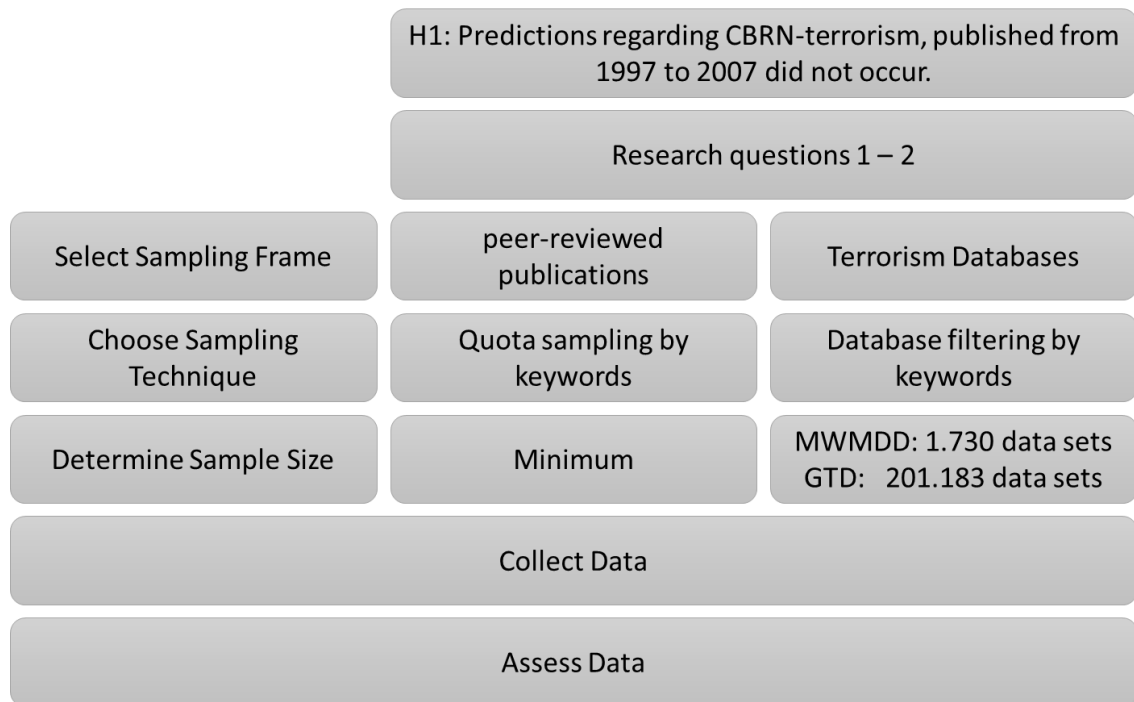 H1: Predictions regarding CBRN-terrorism, published from
1997 to 2007 did not occur.
Research questions 1 – 2
Select Sampling Frame
peer-reviewed
publications
Terrorism Databases
Choose Sampling
Technique
Quota sampling by
keywords
Database filtering by
keywords
Determine Sample Size
Minimum
MWMDD: 1.730 data sets
GTD: 201.183 data sets
Collect Data
Assess Data